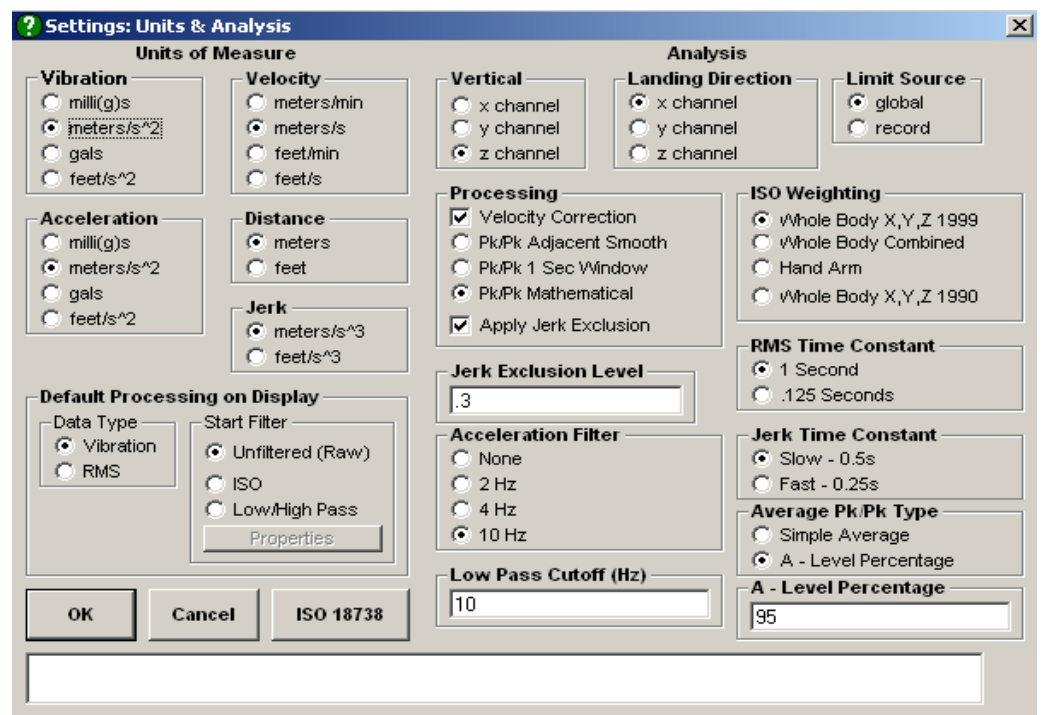 Settings: Units & Analysis
Units of Measure
Vibration
milli(g)s
meters/s^2
gals
feet/s^2
Velocity
meters/min
meters/s
feet/min
feet/s
Acceleration
milli(g)s
meters/s^2
gals
feet/s^2
Distance
meters
feet
Jerk
meters/s^3
feet/s^3
Default Processing on Display
Data Type
Vibration
RMS
Start Filter
Unfiltered (Raw)
ISO
Low/High Pass
Properties
OK
Cancel
ISO 18738
Analysis
Vertical
x channel
y channel
z channel
Landing Direction
x channel
y channel
z channel
Limit Source
global
record
Processing
Velocity Correction
Pk/Pk Adjacent Smooth
Pk/Pk 1 Sec Window
Pk/Pk Mathematical
Apply Jerk Exclusion
Jerk Exclusion Level
.3
Acceleration Filter
None
2 Hz
4 Hz
10 Hz
Low Pass Cutoff (Hz)
10
ISO Weighting
Whole Body X,Y,Z 1999
Whole Body Combined
Hand Arm
Whole Body X,Y,Z 1990
RMS Time Constant
1 Second
.125 Seconds
Jerk Time Constant
Slow - 0.5s
Fast - 0.25s
Average Pk/Pk Type
Simple Average
A - Level Percentage
A - Level Percentage
95